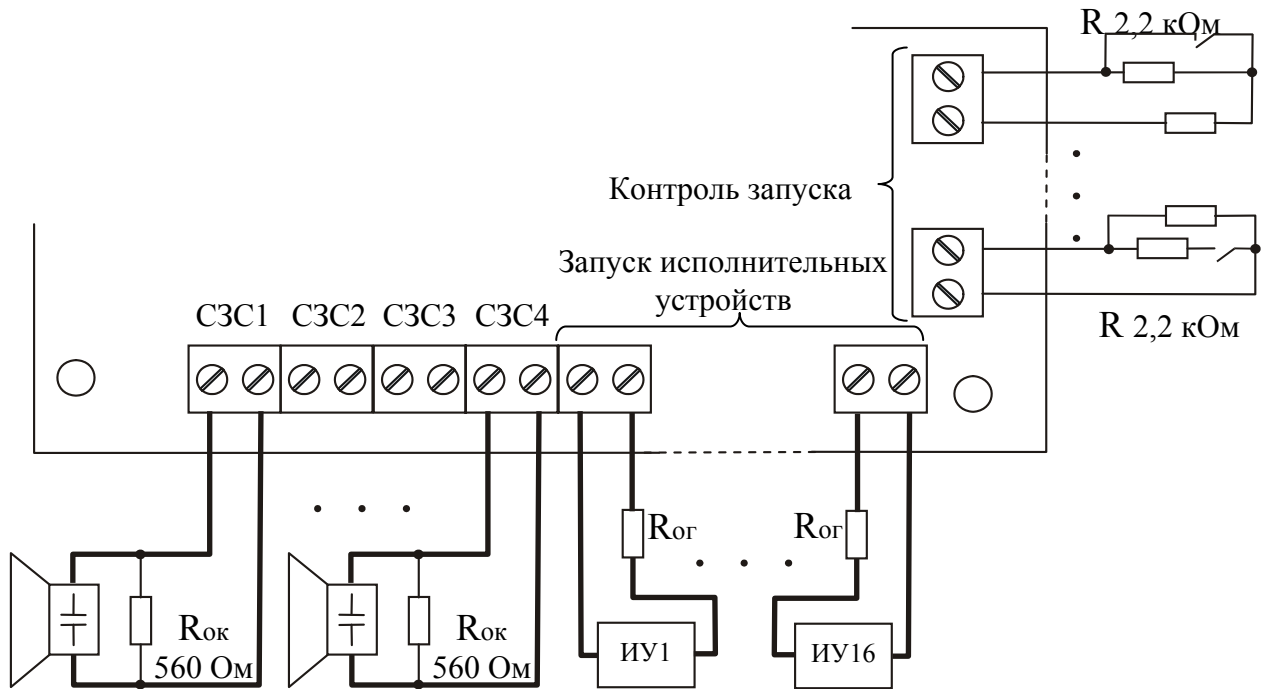 R 2,2 кОм
Контроль запуска
Запуск исполнительных
устройств
R 2,2 кОм
СЗС1 СЗС2 СЗС3 СЗС4
Rог
Rог
Rок
560 Ом
Rок
560 Ом
ИУ1
ИУ16